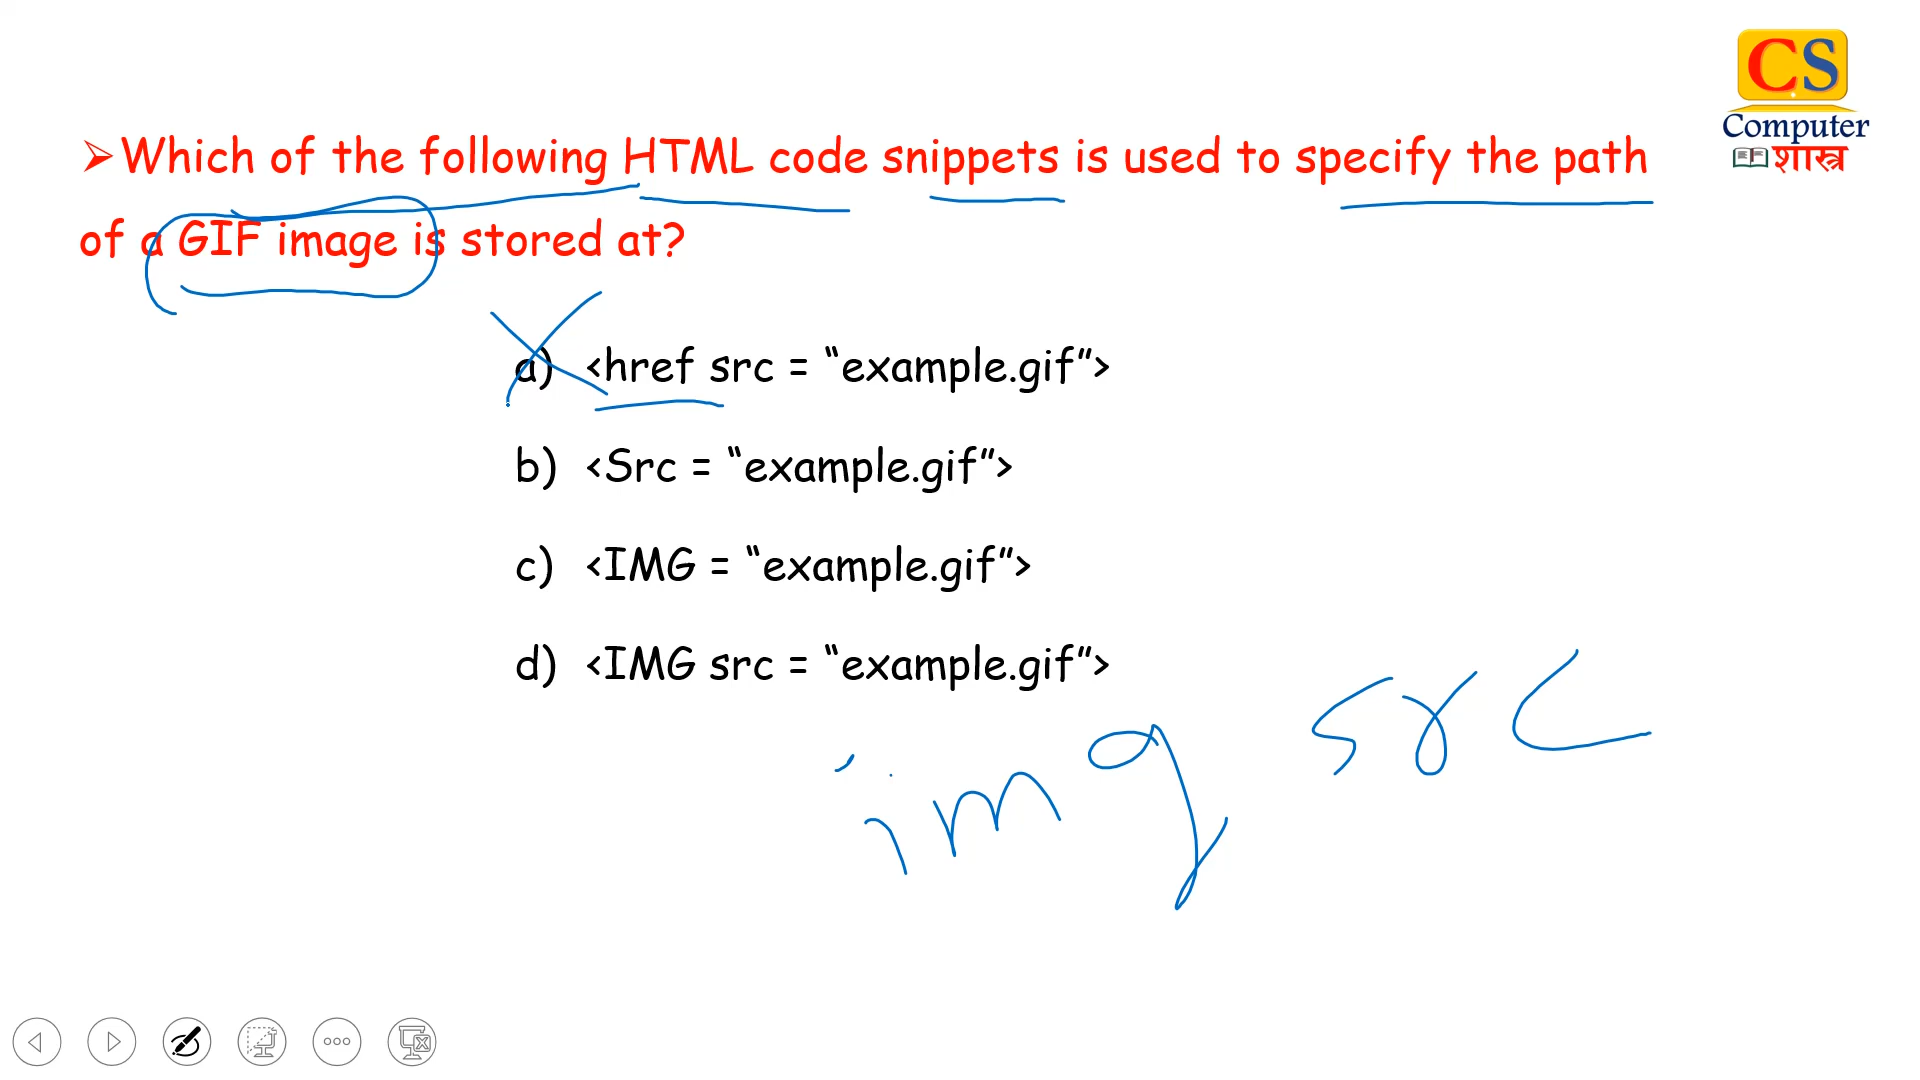 CS
Computer
शास्त्र
➢Which of the following HTML code snippets is used to specify the path
of a GIF image is stored at?
a) <href src = “example.gif”>
b) <Src = “example.gif”>
c) <IMG = “example.gif”>
d) <IMG src = “example.gif”>
img src